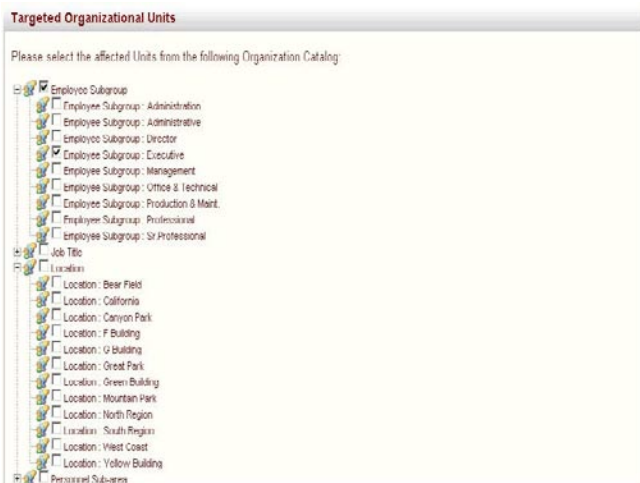 Targeted Organizational Units
Please select the affected Units from the following Organization Catalog:
Employee Subgroup
Employee Subgroup : Administration
Employee Subgroup : Administrative
Employee Subgroup : Director
Employee Subgroup : Executive
Employee Subgroup : Management
Employee Subgroup : Office & Technical
Employee Subgroup : Production & Maint.
Employee Subgroup : Professional
Employee Subgroup : Sr.Professional
Job Title
Location
Location : Bear Field
Location : California
Location : Canyon Park
Location : F Building
Location : G Building
Location : Great Park
Location : Green Building
Location : Mountain Park
Location : North Region
Location : South Region
Location : West Coast
Location : Yellow Building
Personnel Sub-area